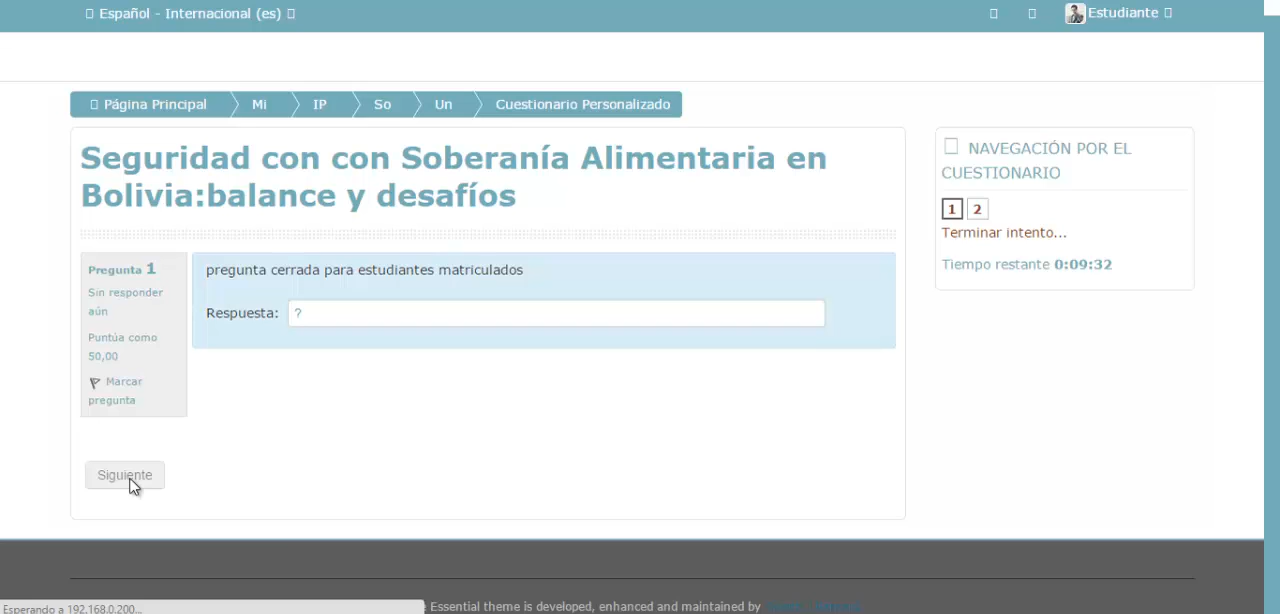 Español - Internacional (es)
Estudiante
Página Principal Mi IP So Un Cuestionario Personalizado
Seguridad con con Soberanía Alimentaria en
Bolivia:balance y desafíos
Pregunta 1
Sin responder
aún
Puntúa como
50,00
Marcar
pregunta
pregunta cerrada para estudiantes matriculados
Respuesta: ?
Siguiente
NAVEGACIÓN POR EL
CUESTIONARIO
1 2
Terminar intento...
Tiempo restante 0:09:32
Esperando a 192.168.0.200...
Essential theme is developed, enhanced and maintained by